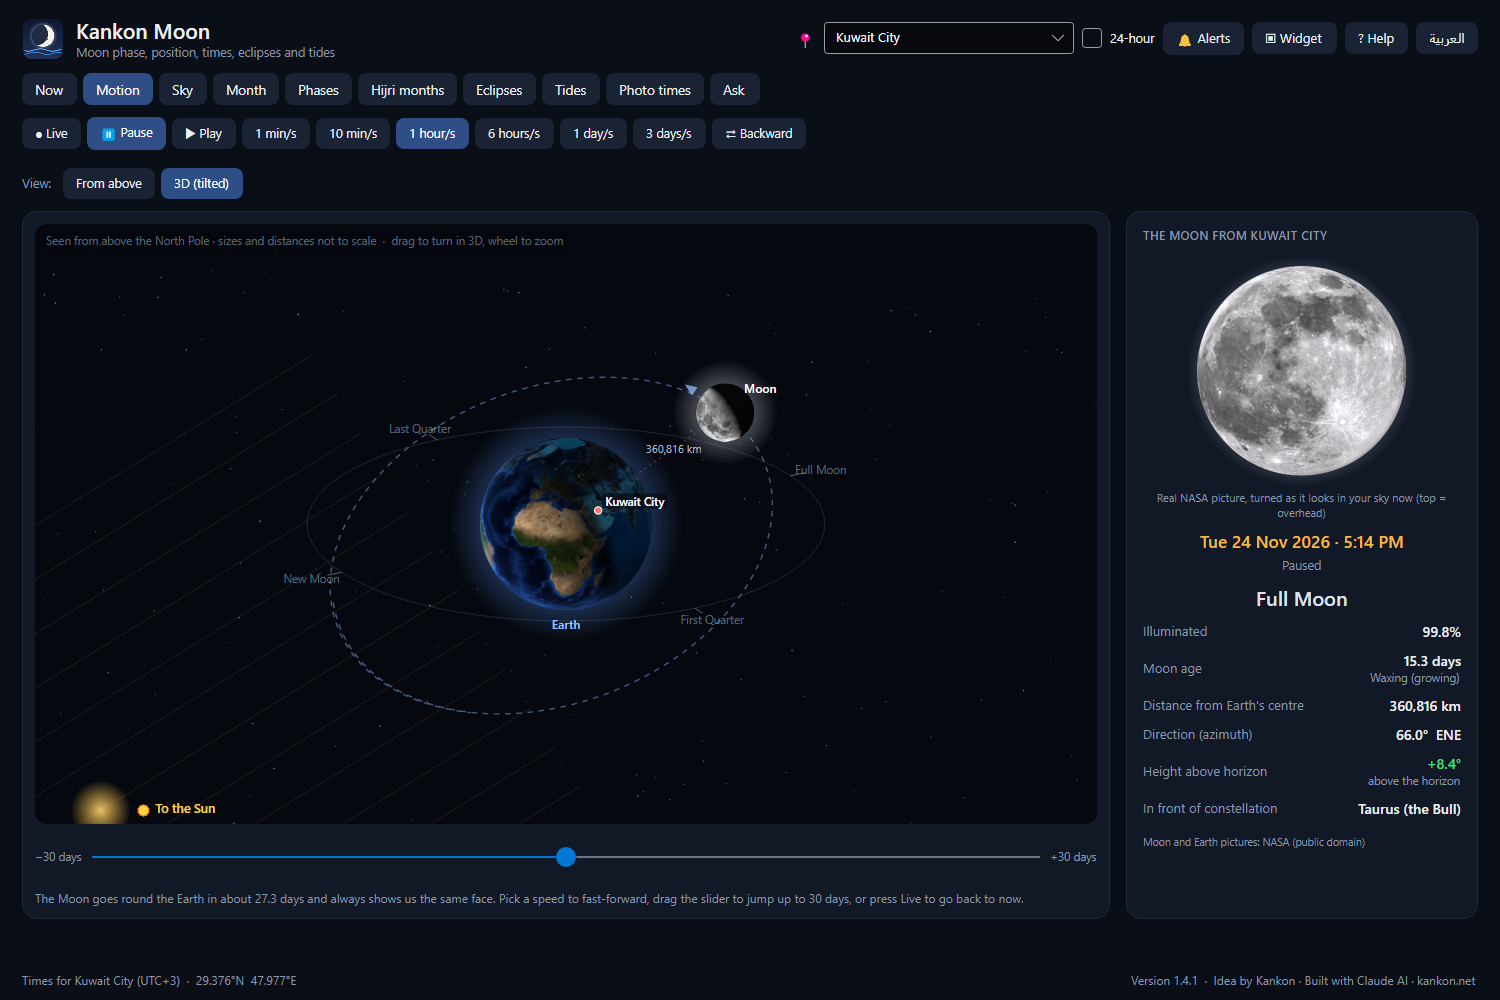 Kankon Moon
Moon phase, position, times, eclipses and tides
Kuwait City
24-hour
Alerts
Widget
? Help
العربية
Now
Motion
Sky
Month
Phases
Hijri months
Eclipses
Tides
Photo times
Ask
● Live
Pause
▶ Play
1 min/s
10 min/s
1 hour/s
6 hours/s
1 day/s
3 days/s
⇄ Backward
View:
From above
3D (tilted)
Seen from above the North Pole · sizes and distances not to scale · drag to turn in 3D, wheel to zoom
Moon
Last Quarter
360,816 km
Full Moon
Kuwait City
New Moon
First Quarter
Earth
To the Sun
−30 days
+30 days
The Moon goes round the Earth in about 27.3 days and always shows us the same face. Pick a speed to fast-forward, drag the slider to jump up to 30 days, or press Live to go back to now.
THE MOON FROM KUWAIT CITY
Real NASA picture, turned as it looks in your sky now (top =
overhead)
Tue 24 Nov 2026 · 5:14 PM
Paused
Full Moon
Illuminated 99.8%
Moon age 15.3 days
Waxing (growing)
Distance from Earth's centre 360,816 km
Direction (azimuth) 66.0° ENE
Height above horizon +8.4°
above the horizon
In front of constellation Taurus (the Bull)
Moon and Earth pictures: NASA (public domain)
Times for Kuwait City (UTC+3) · 29.376°N 47.977°E
Version 1.4.1 · Idea by Kankon · Built with Claude AI · kankon.net